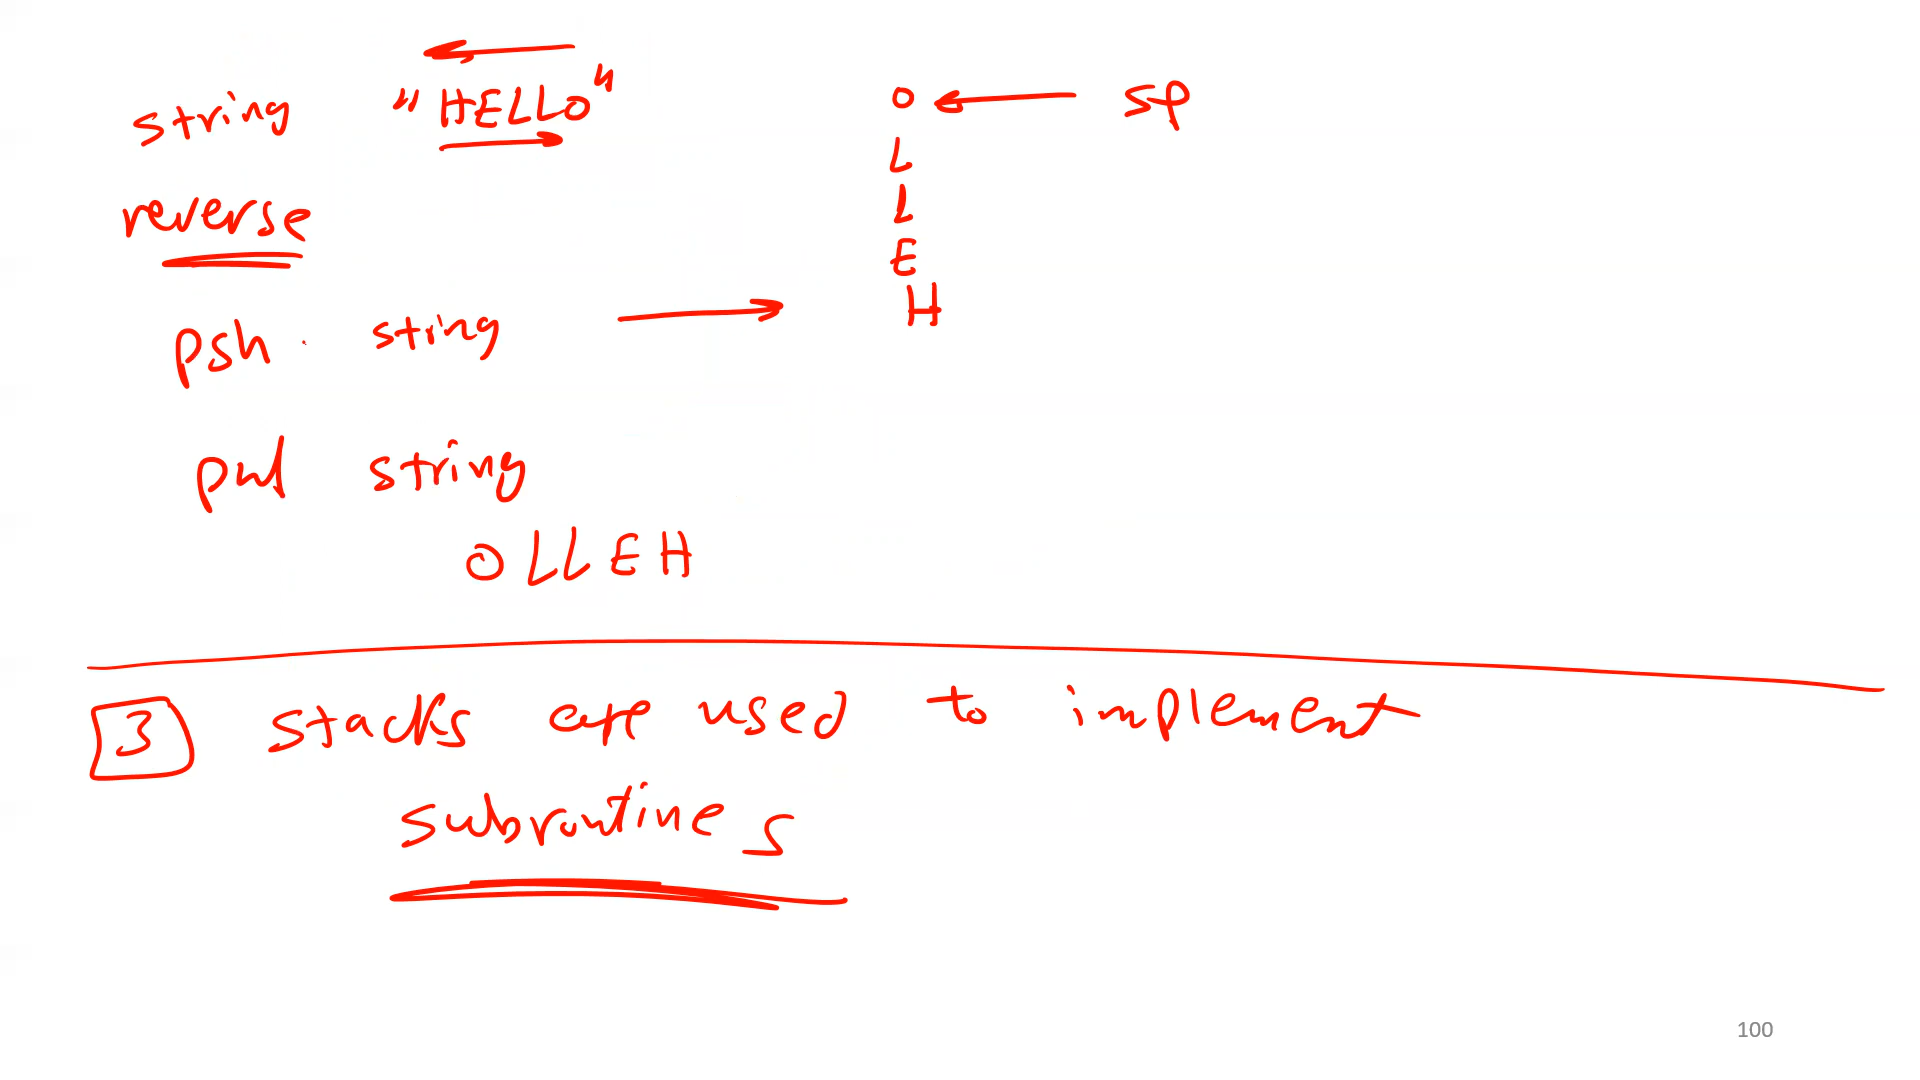 string "HELLO"
reverse
psh string
pul string
OLLEH
O SP
L
L
E
H
3 stacks are used to implement
subroutines
100